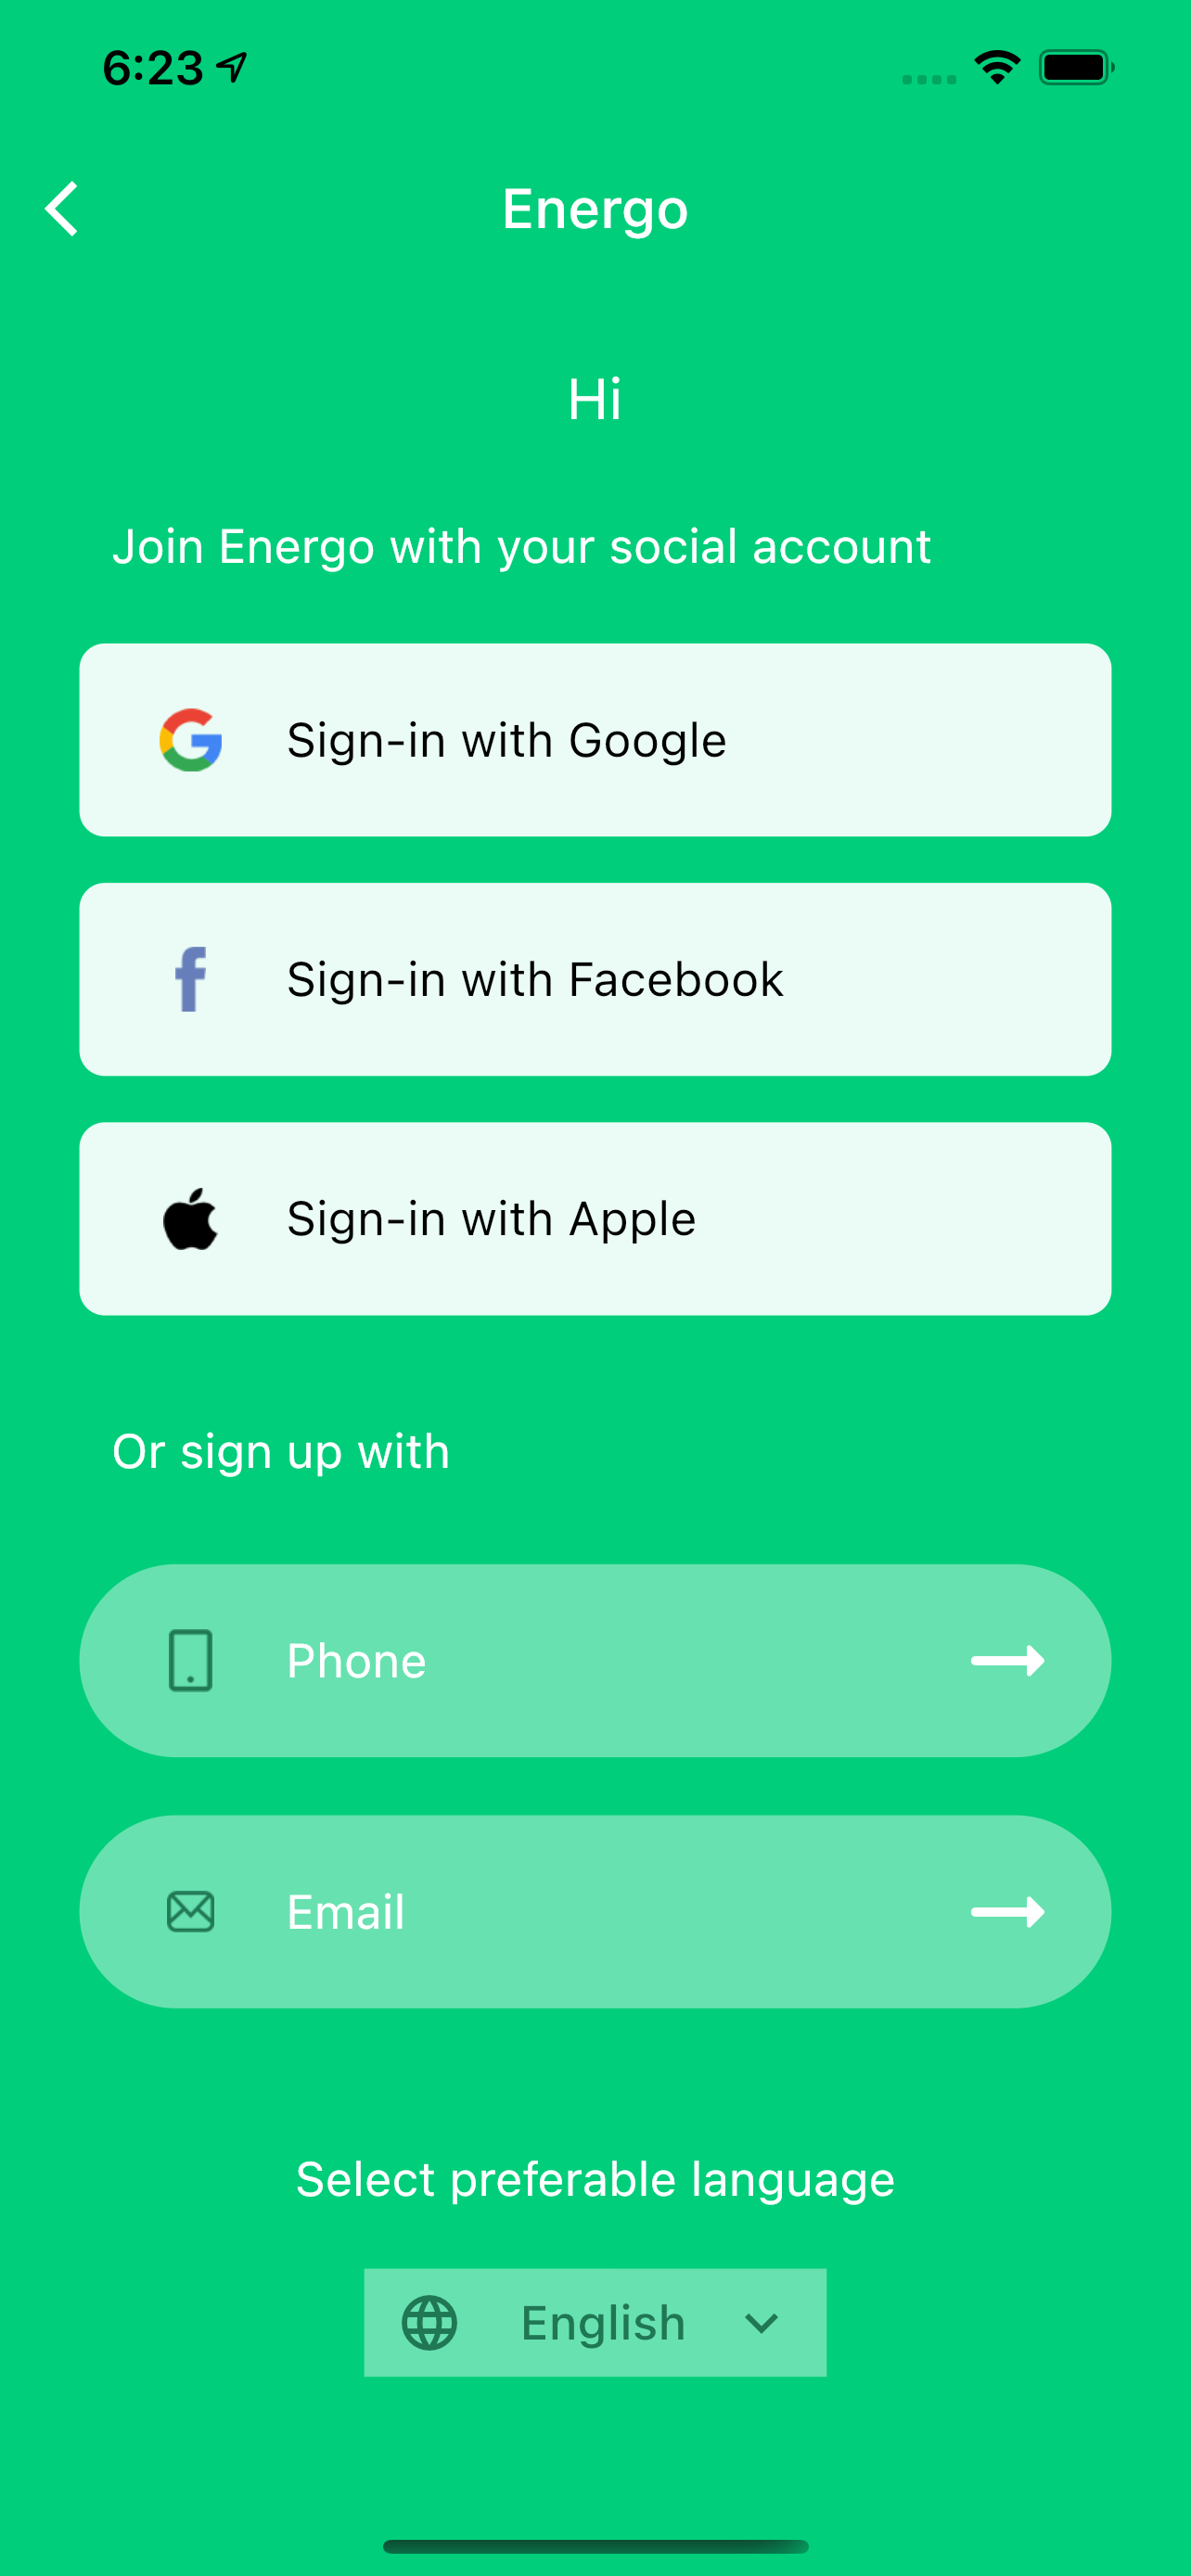 6:23
Energo
Hi
Join Energo with your social account
Sign-in with Google
Sign-in with Facebook
Sign-in with Apple
Or sign up with
Phone
Email
Select preferable language
English